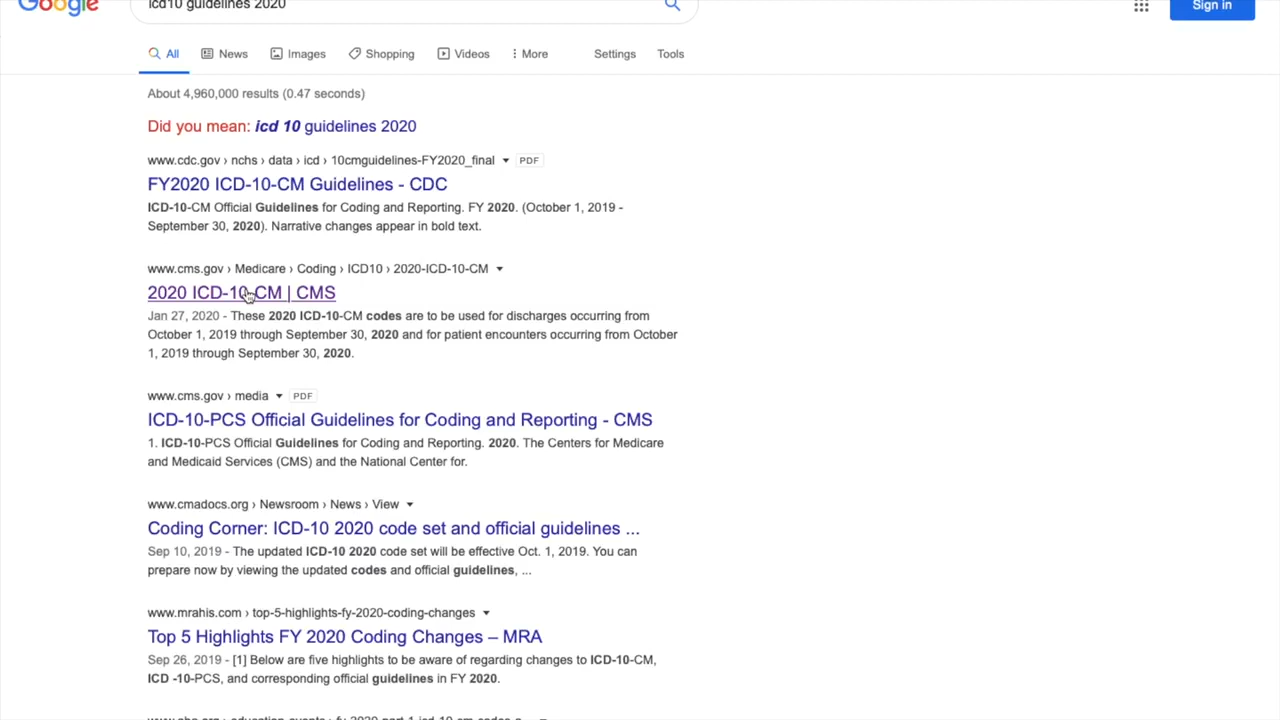 Google
icd10 guidelines 2020
Sign in
All
News
Images
Shopping
Videos
More
Settings
Tools
About 4,960,000 results (0.47 seconds)
Did you mean: icd 10 guidelines 2020
www.cdc.gov › nchs › data › icd › 10cmguidelines-FY2020_final PDF
FY2020 ICD-10-CM Guidelines - CDC
ICD-10-CM Official Guidelines for Coding and Reporting. FY 2020. (October 1, 2019 -
September 30, 2020). Narrative changes appear in bold text.
www.cms.gov › Medicare › Coding › ICD10 › 2020-ICD-10-CM
2020 ICD-10-CM | CMS
Jan 27, 2020 - These 2020 ICD-10-CM codes are to be used for discharges occurring from
October 1, 2019 through September 30, 2020 and for patient encounters occurring from October
1, 2019 through September 30, 2020.
www.cms.gov › media PDF
ICD-10-PCS Official Guidelines for Coding and Reporting - CMS
1. ICD-10-PCS Official Guidelines for Coding and Reporting. 2020. The Centers for Medicare
and Medicaid Services (CMS) and the National Center for.
www.cmadocs.org › Newsroom › News › View
Coding Corner: ICD-10 2020 code set and official guidelines ...
Sep 10, 2019 - The updated ICD-10 2020 code set will be effective Oct. 1, 2019. You can
prepare now by viewing the updated codes and official guidelines, ...
www.mrahis.com › top-5-highlights-fy-2020-coding-changes
Top 5 Highlights FY 2020 Coding Changes – MRA
Sep 26, 2019 - [1] Below are five highlights to be aware of regarding changes to ICD-10-CM,
ICD -10-PCS, and corresponding official guidelines in FY 2020.